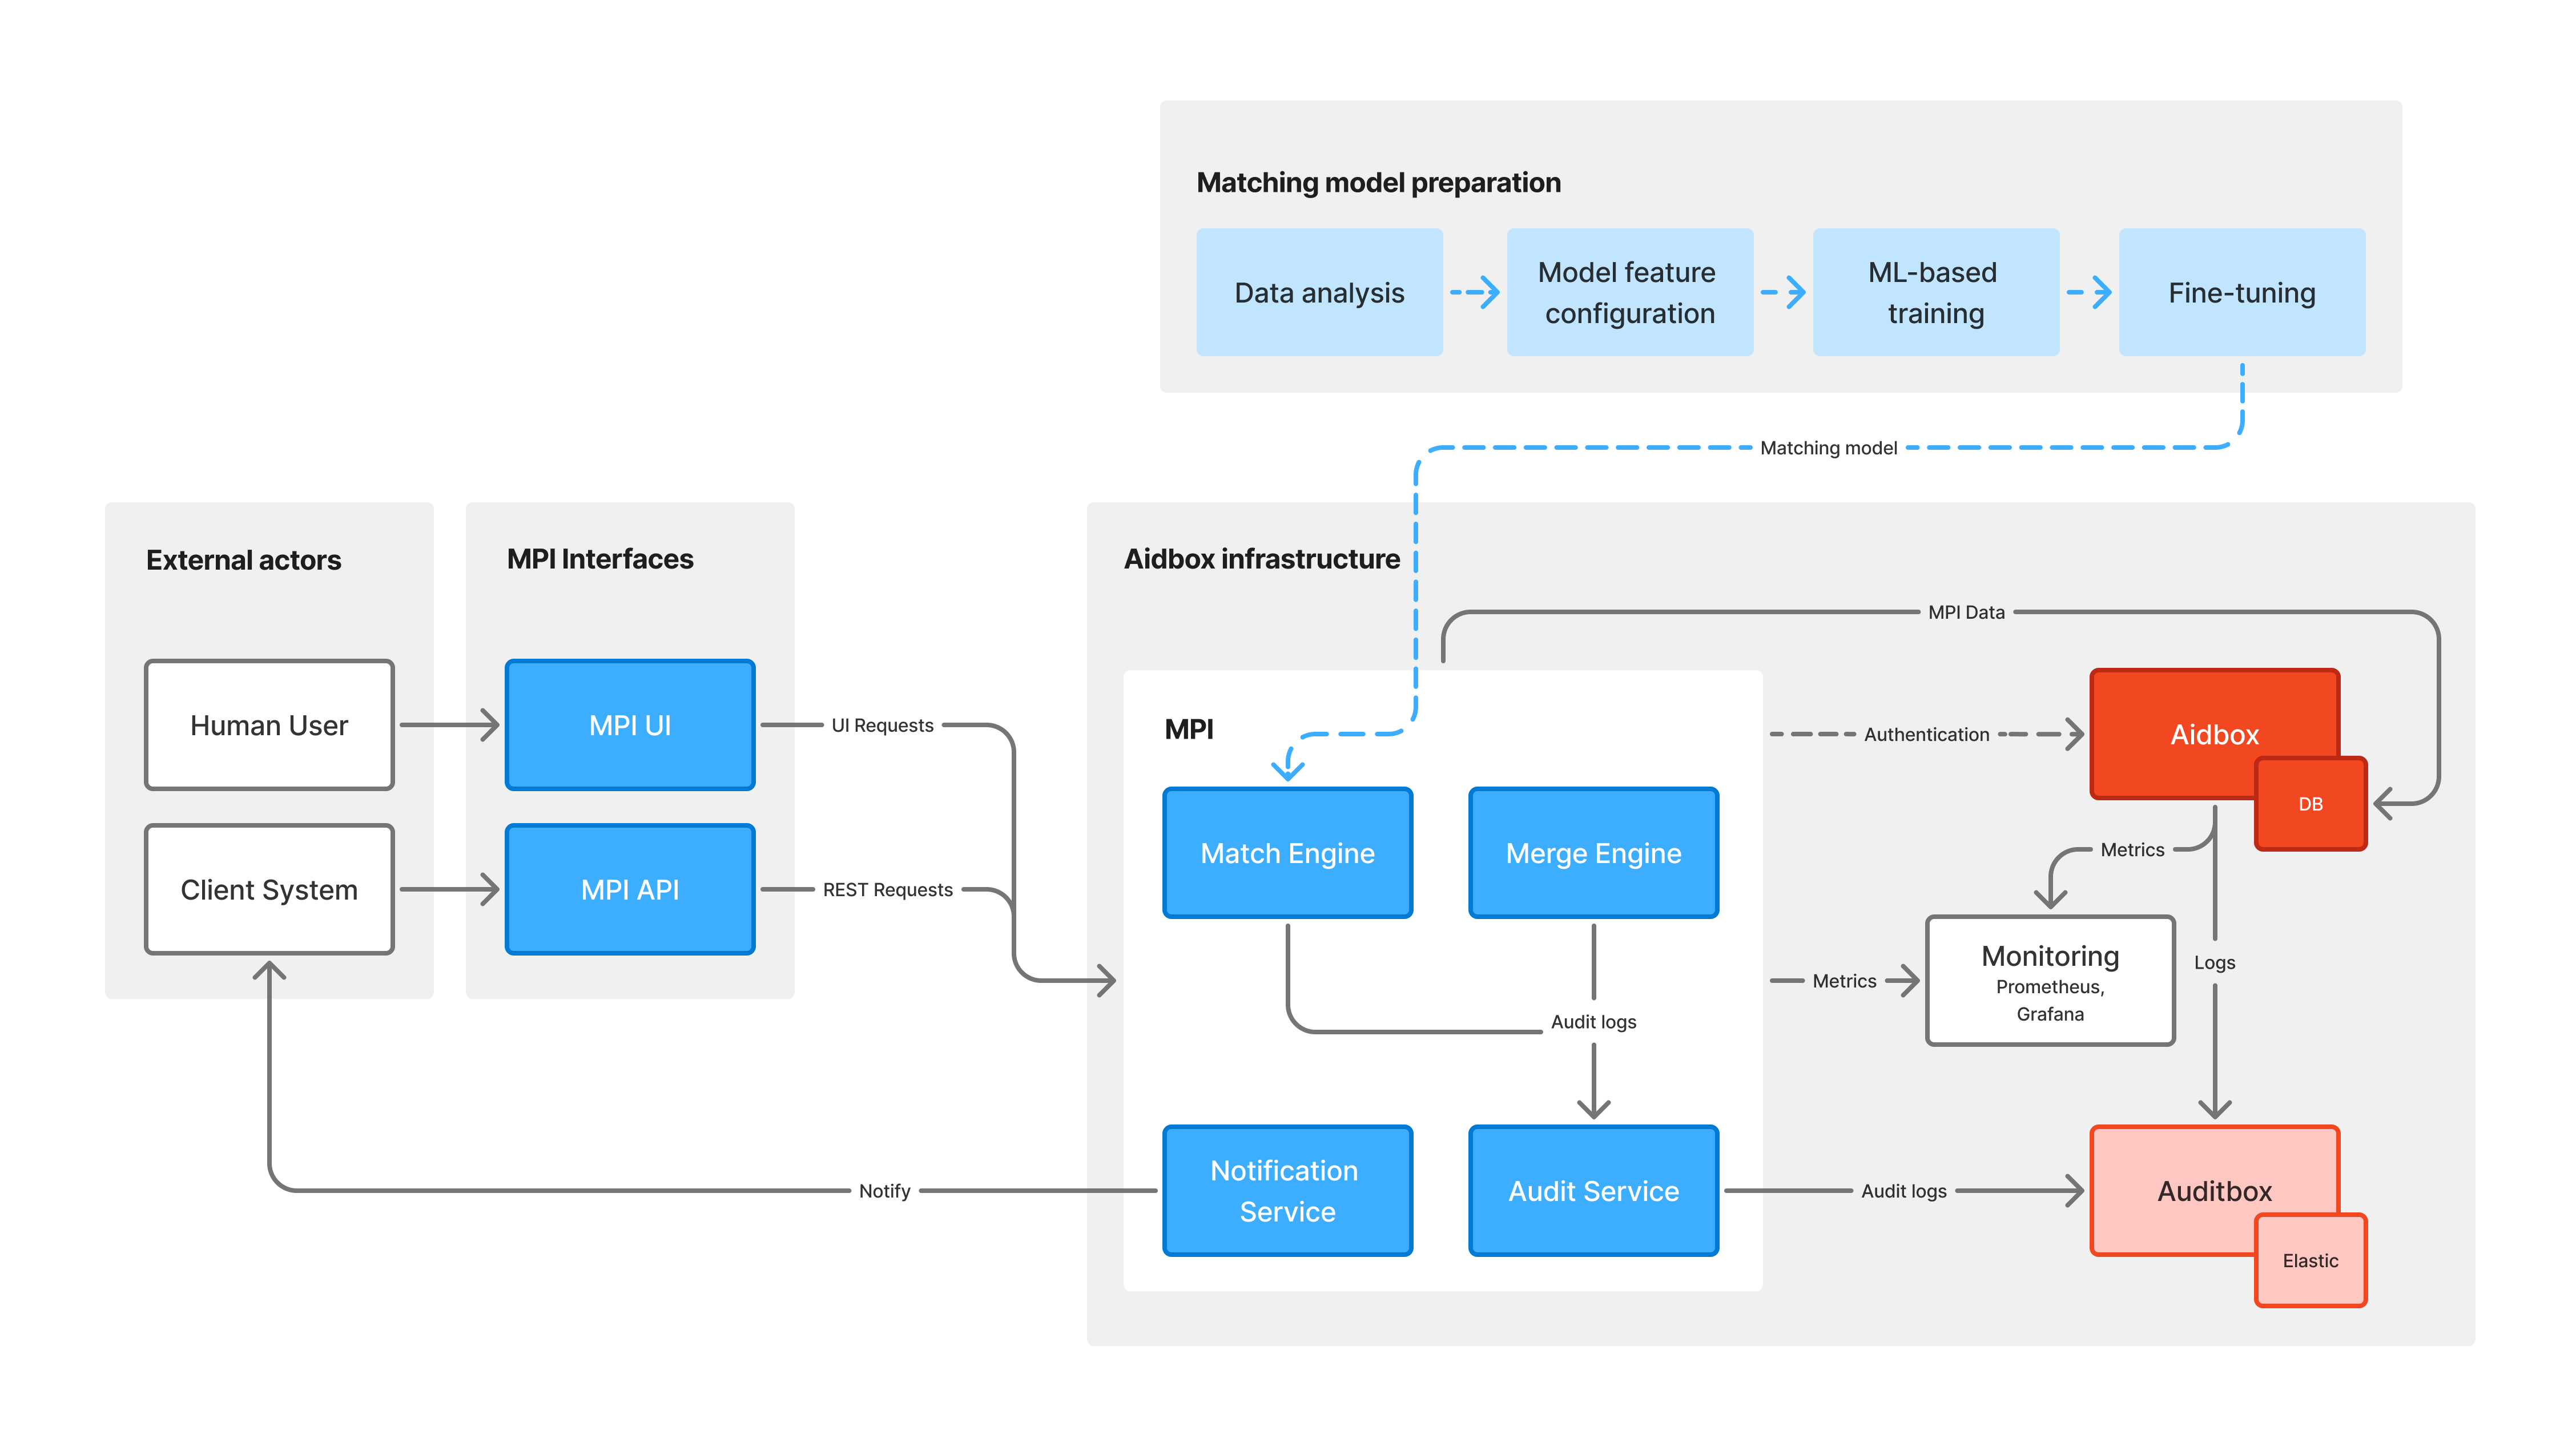 Matching model preparation
Data analysis
Model feature
configuration
ML-based
training
Fine-tuning
Matching model
External actors
Human User
Client System
MPI Interfaces
MPI UI
MPI API
UI Requests
REST Requests
Notify
Aidbox infrastructure
MPI Data
MPI
Match Engine
Merge Engine
Audit logs
Notification
Service
Audit Service
Authentication
Aidbox
DB
Metrics
Metrics
Monitoring
Prometheus,
Grafana
Logs
Audit logs
Auditbox
Elastic